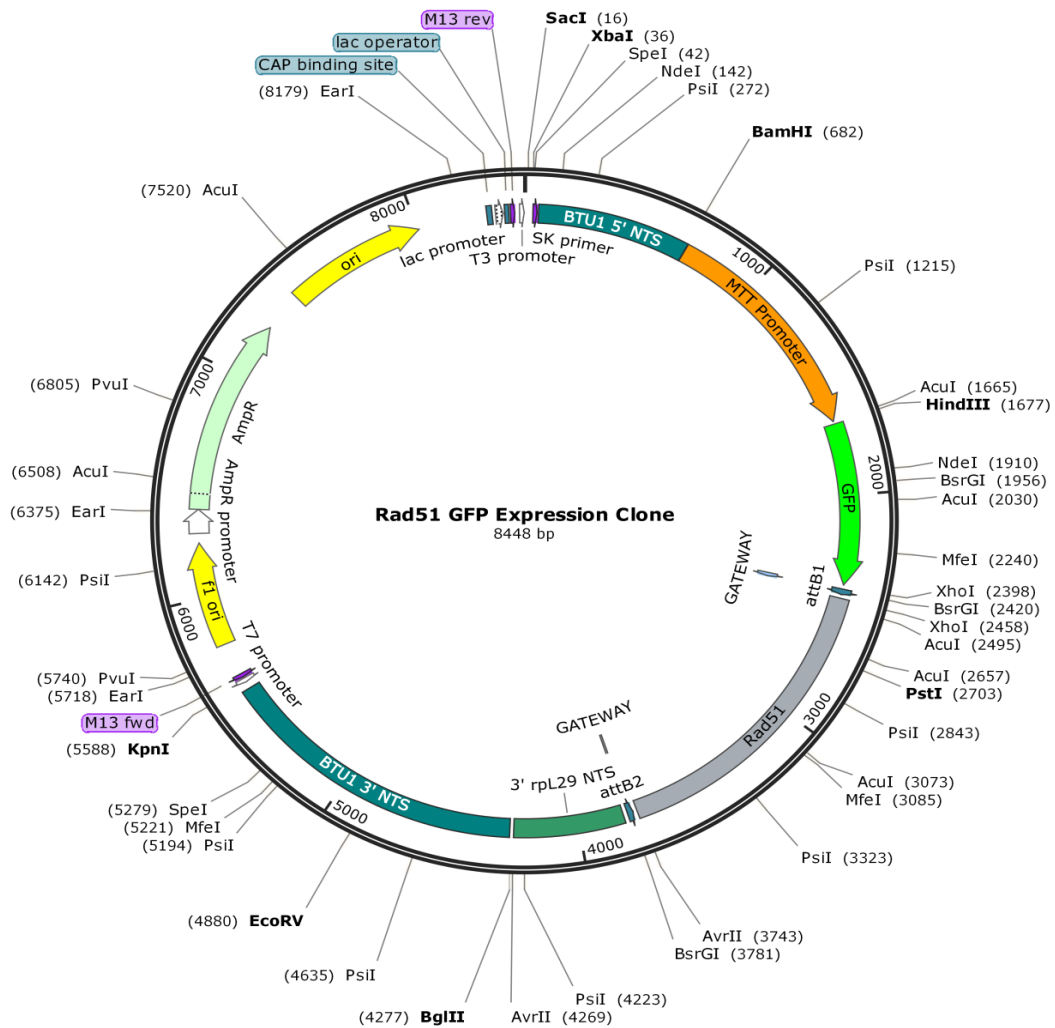 M13 rev
lac operator
CAP binding site
(8179) EarI
(7520) AcuI
SacI (16)
XbaI (36)
SpeI (42)
NdeI (142)
PsiI (272)
BamHI (682)
PsiI (1215)
AcuI (1665)
HindIII (1677)
NdeI (1910)
BsrGI (1956)
AcuI (2030)
MfeI (2240)
XhoI (2398)
BsrGI (2420)
XhoI (2458)
AcuI (2495)
AcuI (2657)
PstI (2703)
PsiI (2843)
AcuI (3073)
MfeI (3085)
PsiI (3323)
AvrII (3743)
BsrGI (3781)
PsiI (4223)
AvrII (4269)
(4277) BglII
(4635) PsiI
(4880) EcoRV
(5194) PsiI
(5221) MfeI
(5279) SpeI
(5588) KpnI
M13 fwd
(5718) EarI
(5740) PvuI
(6142) PsiI
(6375) EarI
(6508) AcuI
(6805) PvuI
1000
2000
3000
4000
5000
6000
7000
8000
lac promoter
T3 promoter
SK primer
BTU1 5' NTS
MTT Promoter
GFP
attB1
GATEWAY
Rad51
GATEWAY
attB2
3' rpL29 NTS
BTU1 3' NTS
T7 promoter
f1 ori
AmpR promoter
AmpR
ori
Rad51 GFP Expression Clone
8448 bp